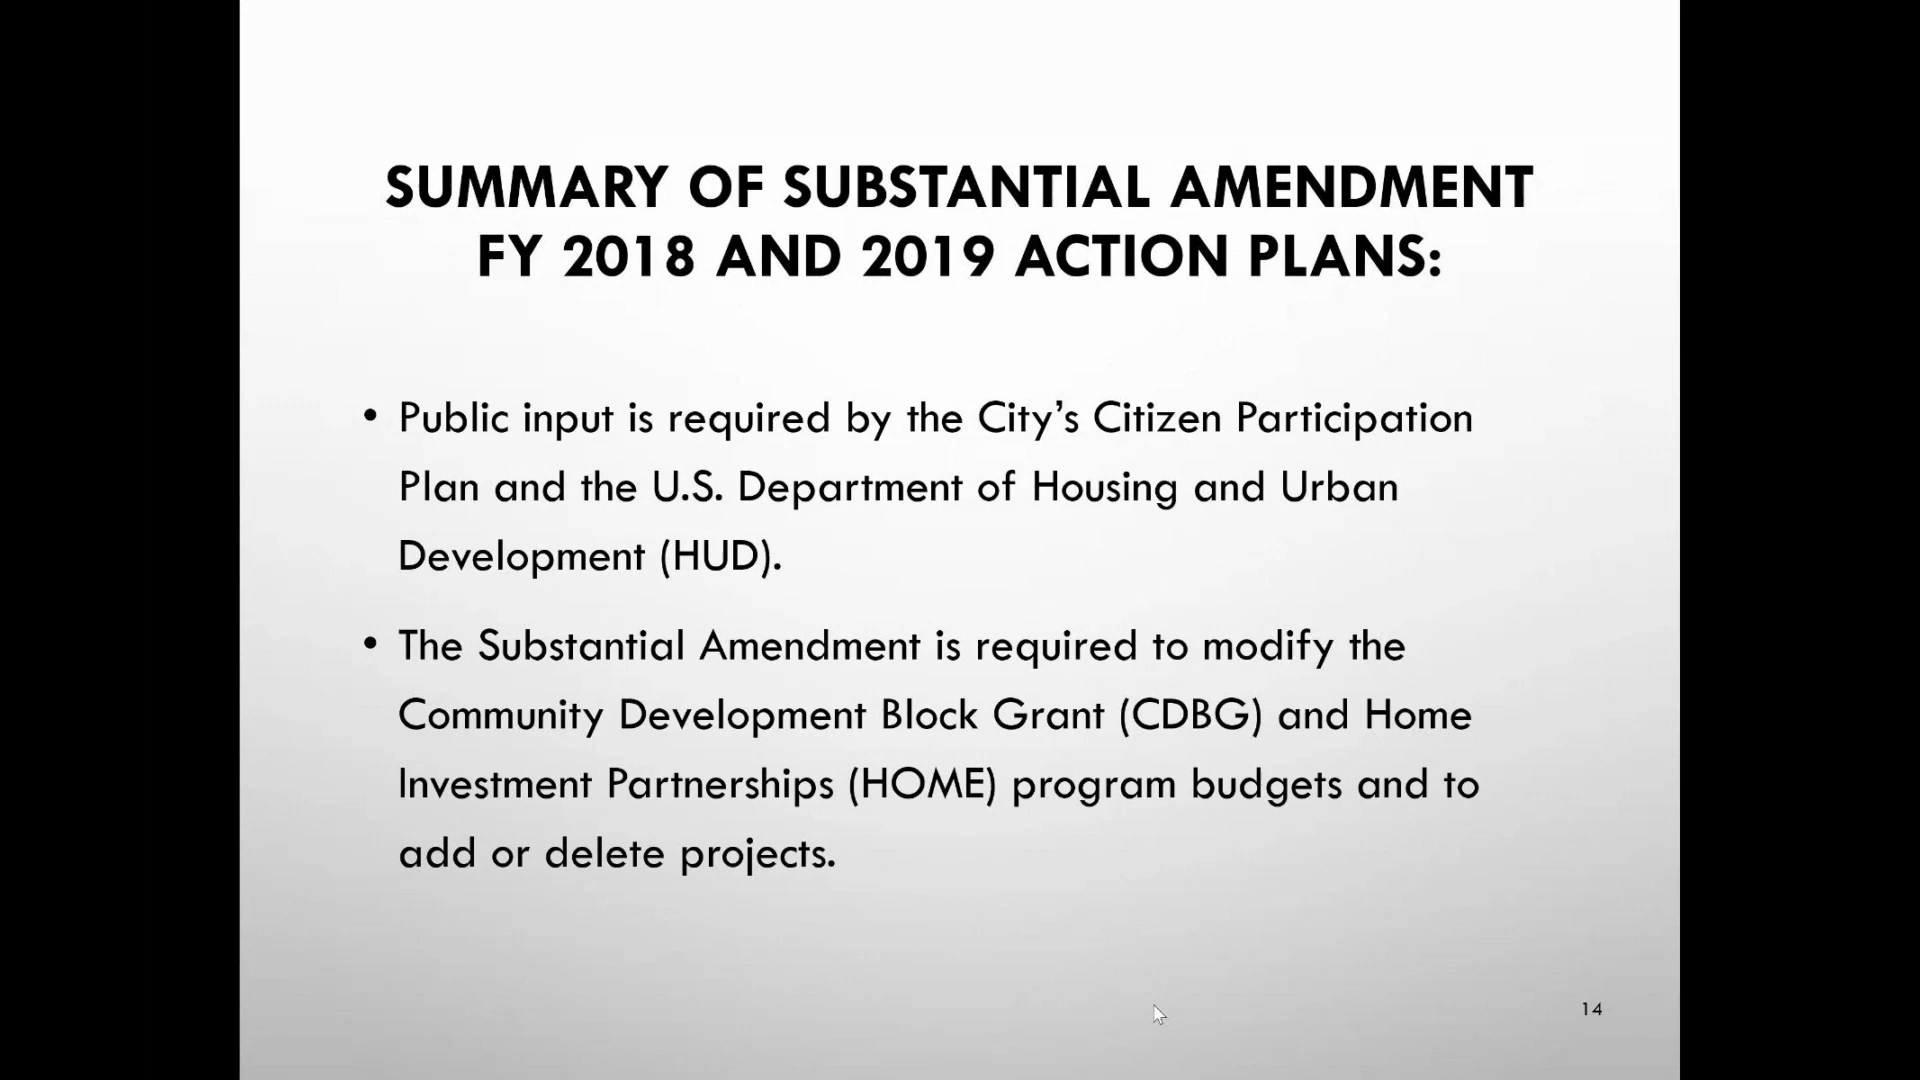 SUMMARY OF SUBSTANTIAL AMENDMENT
FY 2018 AND 2019 ACTION PLANS:
• Public input is required by the City’s Citizen Participation
Plan and the U.S. Department of Housing and Urban
Development (HUD).
• The Substantial Amendment is required to modify the
Community Development Block Grant (CDBG) and Home
Investment Partnerships (HOME) program budgets and to
add or delete projects.
14